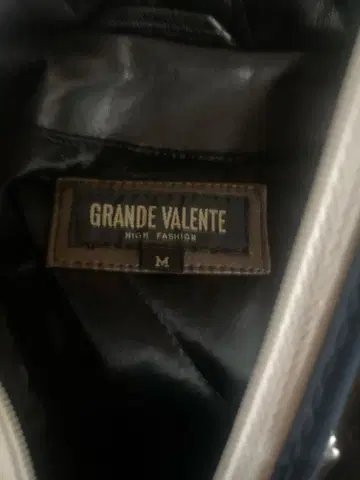 GRANDE VALENTE
HIGH FASHION
M